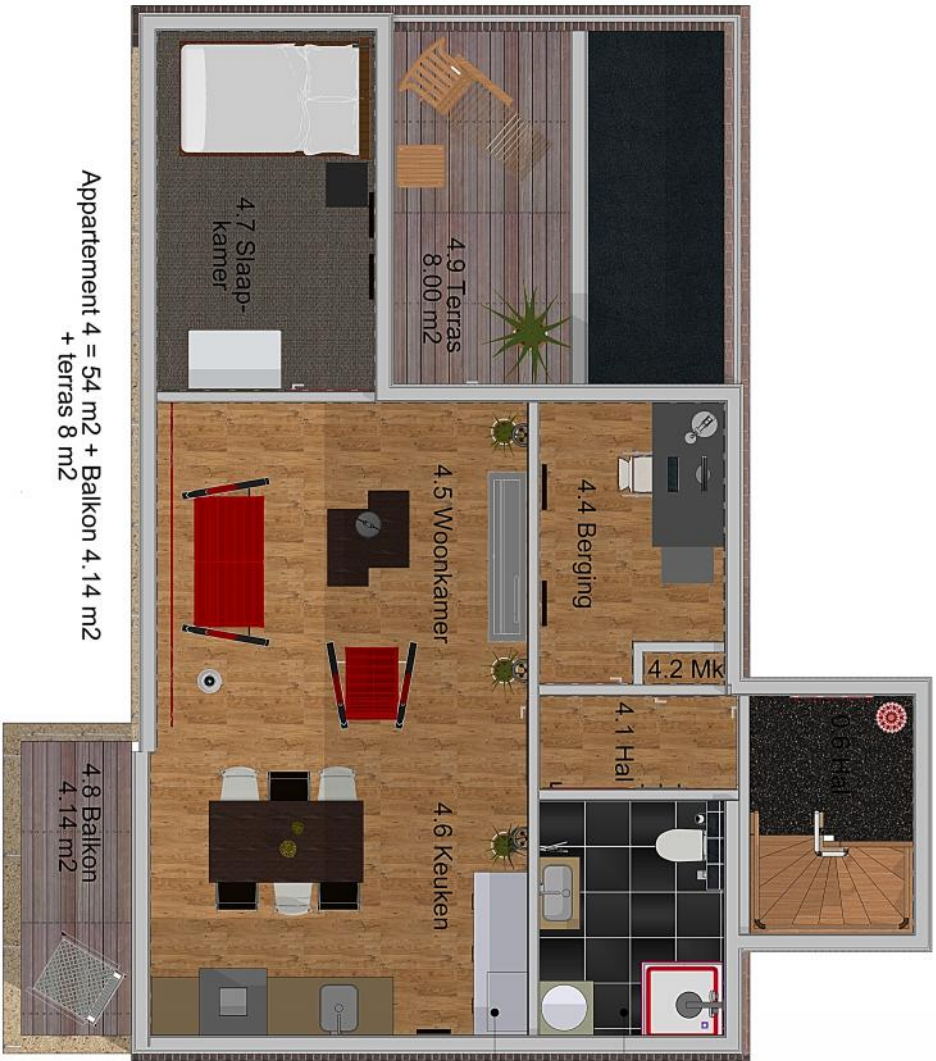 4.7 Slaap-
kamer
4.9 Terras
8.00 m2
4.5 Woonkamer
4.4 Berging
4.2 Mk
4.1 Hal
0.6 Hal
4.6 Keuken
4.8 Balkon
4.14 m2
Appartement 4 = 54 m2 + Balkon 4.14 m2
+ terras 8 m2